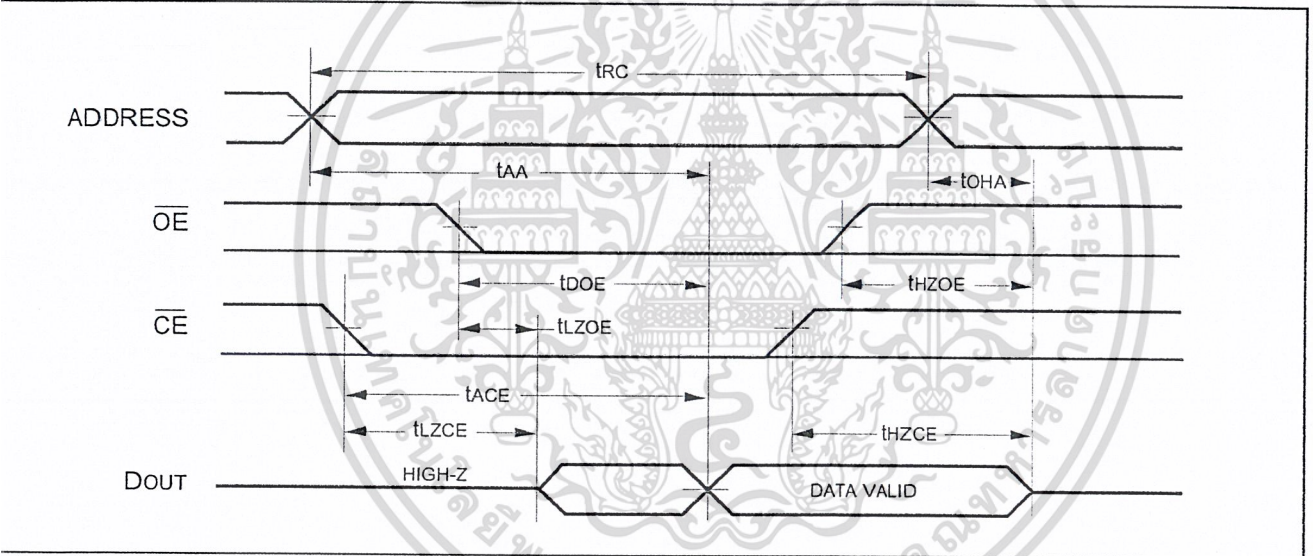 tRC
ADDRESS
tAA
tOHA
OE
tDOE
tHZOE
CE
tLZOE
tACE
tLZCE
tHZCE
DOUT
HIGH-Z
DATA VALID